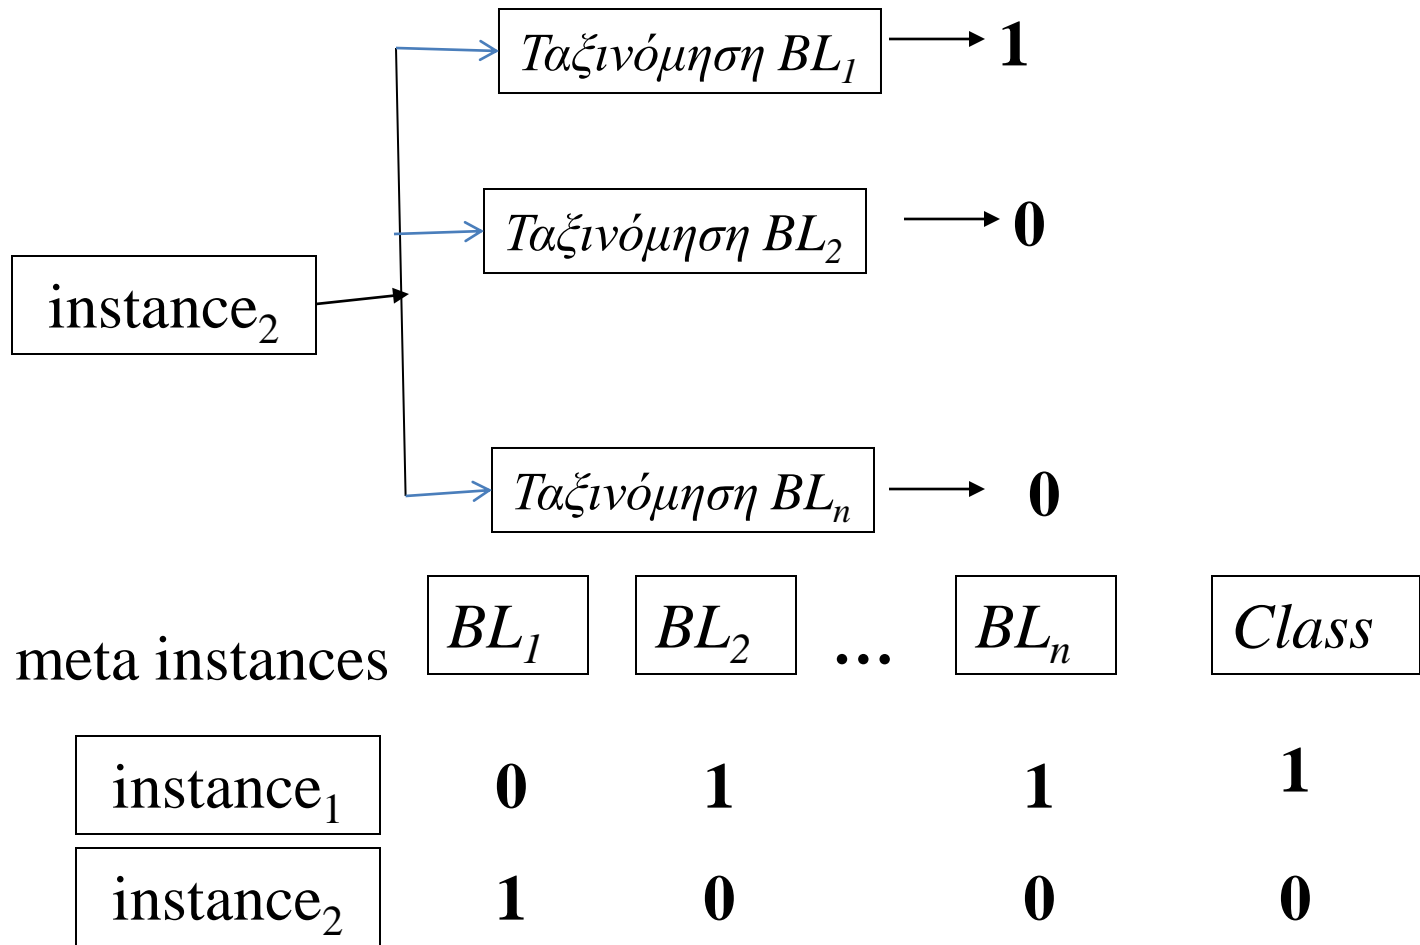 Ταξινόμηση BL₁ 1
Ταξινόμηση BL₂ 0
instance₂
Ταξινόμηση BLₙ 0
meta instances BL₁ BL₂ ... BLₙ Class
instance₁ 0 1 1 1
instance₂ 1 0 0 0